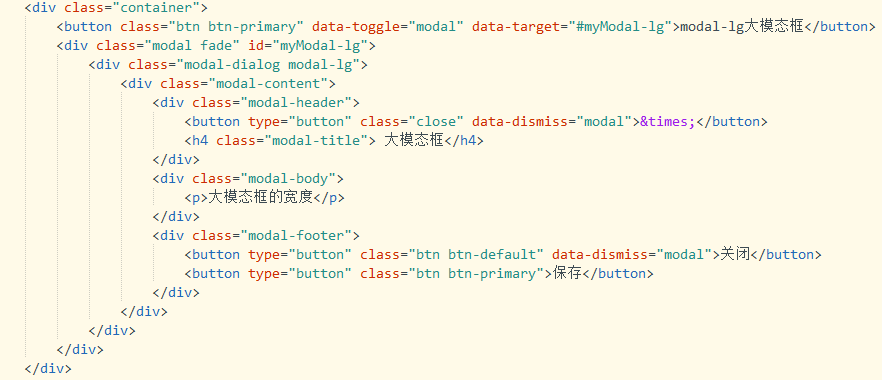 <div class="container">
<button class="btn btn-primary" data-toggle="modal" data-target="#myModal-lg">modal-lg大模态框</button>
<div class="modal fade" id="myModal-lg">
<div class="modal-dialog modal-lg">
<div class="modal-content">
<div class="modal-header">
<button type="button" class="close" data-dismiss="modal">&times;</button>
<h4 class="modal-title"> 大模态框</h4>
</div>
<div class="modal-body">
<p>大模态框的宽度</p>
</div>
<div class="modal-footer">
<button type="button" class="btn btn-default" data-dismiss="modal">关闭</button>
<button type="button" class="btn btn-primary">保存</button>
</div>
</div>
</div>
</div>
</div>